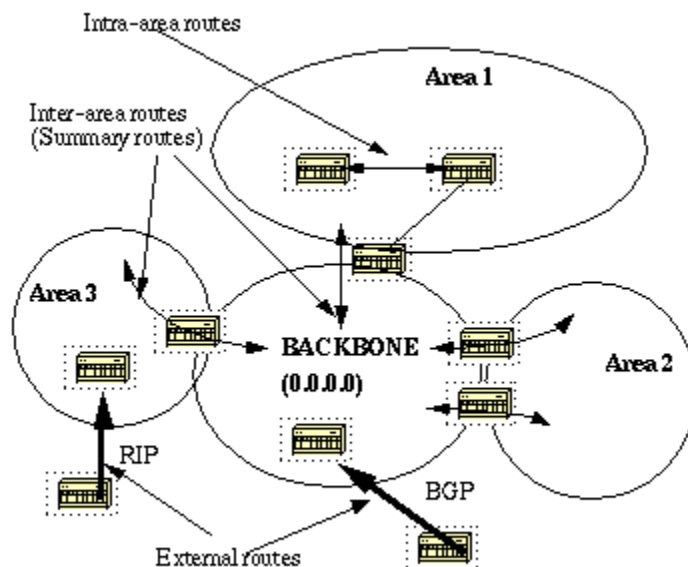 Intra-area routes
Area 1
Inter-area routes
(Summary routes)
Area 3
BACKBONE
(0.0.0.0)
Area 2
RIP
BGP
External routes